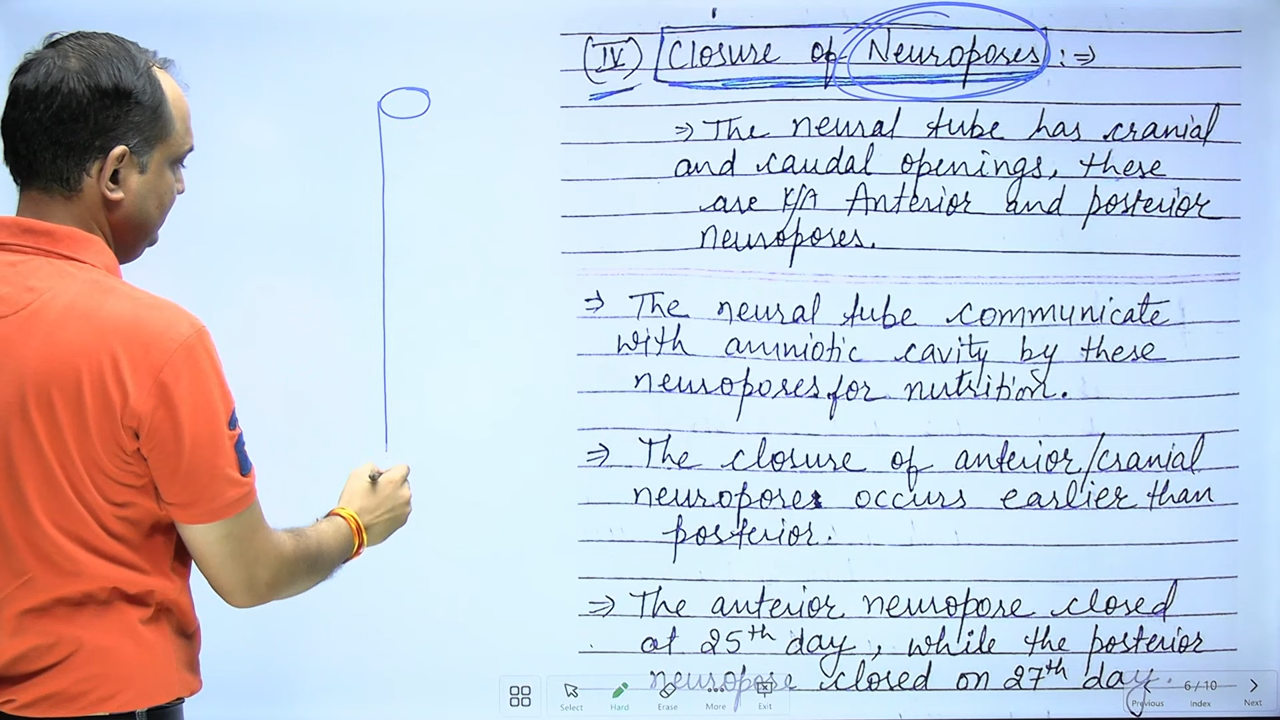 (IV) Closure of Neuropores :⇒
⇒ The neural tube has cranial
and caudal openings, these
are K/A Anterior and posterior
neuropores.
⇒ The neural tube communicate
with amniotic cavity by these
neuropores for nutrition.
⇒ The closure of anterior/cranial
neuropores occurs earlier than
posterior.
⇒ The anterior neuropore closed
at 25th day, while the posterior
neuropore closed on 27th day.
Select Hard Erase More Exit
Previous 6/10 Index Next